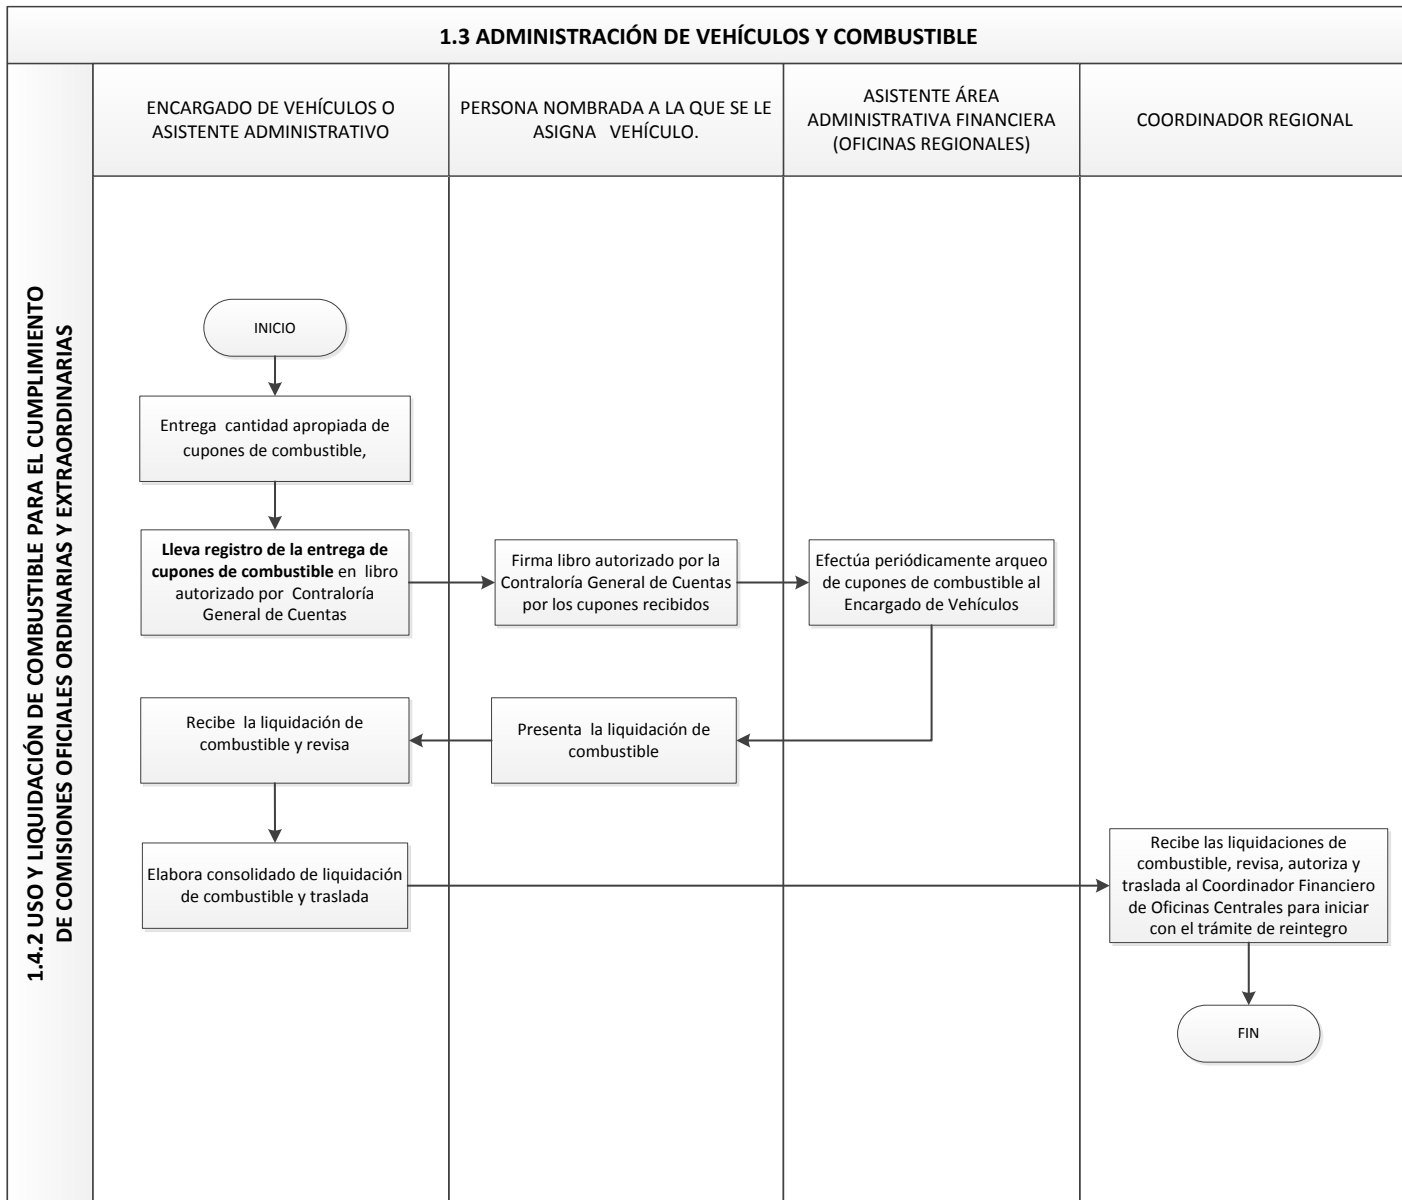 1.3 ADMINISTRACIÓN DE VEHÍCULOS Y COMBUSTIBLE
1.4.2 USO Y LIQUIDACIÓN DE COMBUSTIBLE PARA EL CUMPLIMIENTO
DE COMISIONES OFICIALES ORDINARIAS Y EXTRAORDINARIAS
ENCARGADO DE VEHÍCULOS O
ASISTENTE ADMINISTRATIVO
PERSONA NOMBRADA A LA QUE SE LE
ASIGNA VEHÍCULO.
ASISTENTE ÁREA
ADMINISTRATIVA FINANCIERA
(OFICINAS REGIONALES)
COORDINADOR REGIONAL
INICIO
Entrega cantidad apropiada de
cupones de combustible,
Lleva registro de la entrega de
cupones de combustible en libro
autorizado por Contraloría
General de Cuentas
Firma libro autorizado por la
Contraloría General de Cuentas
por los cupones recibidos
Efectúa periódicamente arqueo
de cupones de combustible al
Encargado de Vehículos
Presenta la liquidación de
combustible
Recibe la liquidación de
combustible y revisa
Elabora consolidado de liquidación
de combustible y traslada
Recibe las liquidaciones de
combustible, revisa, autoriza y
traslada al Coordinador Financiero
de Oficinas Centrales para iniciar
con el trámite de reintegro
FIN